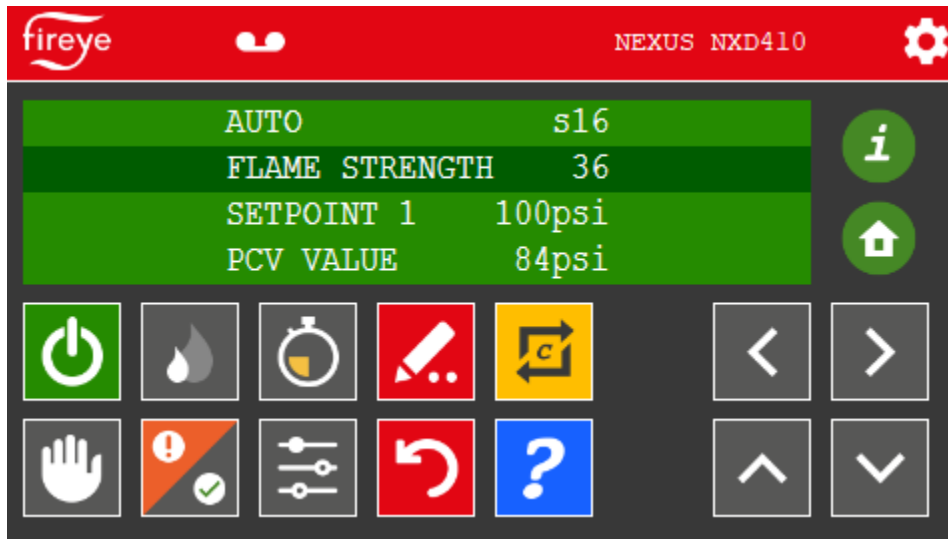 fireye
NEXUS NXD410
AUTO s16
FLAME STRENGTH 36
SETPOINT 1 100psi
PCV VALUE 84psi
i
C
?